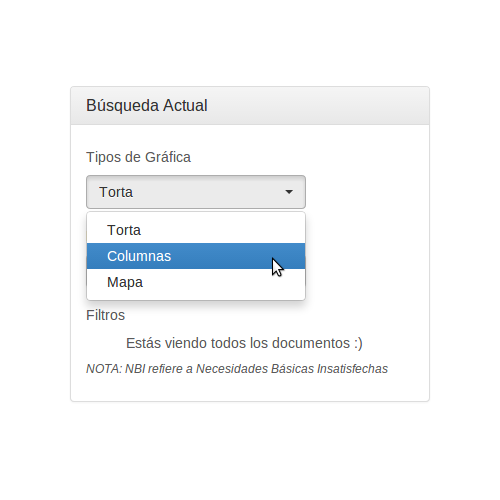 Búsqueda Actual
Tipos de Gráfica
Torta
Torta
Columnas
Mapa
Filtros
Estás viendo todos los documentos :)
NOTA: NBI refiere a Necesidades Básicas Insatisfechas